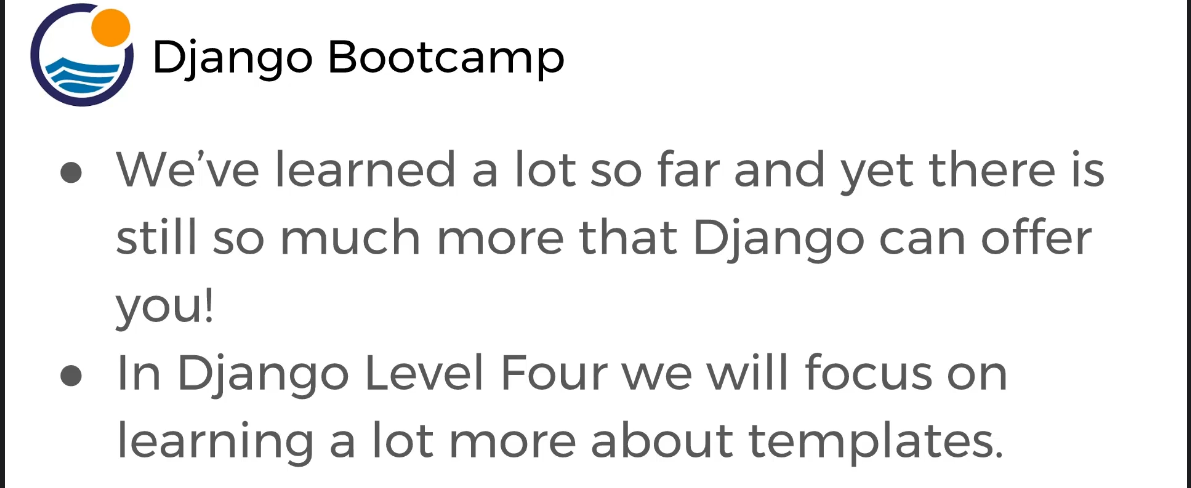 Django Bootcamp
● We’ve learned a lot so far and yet there is
still so much more that Django can offer
you!
● In Django Level Four we will focus on
learning a lot more about templates.